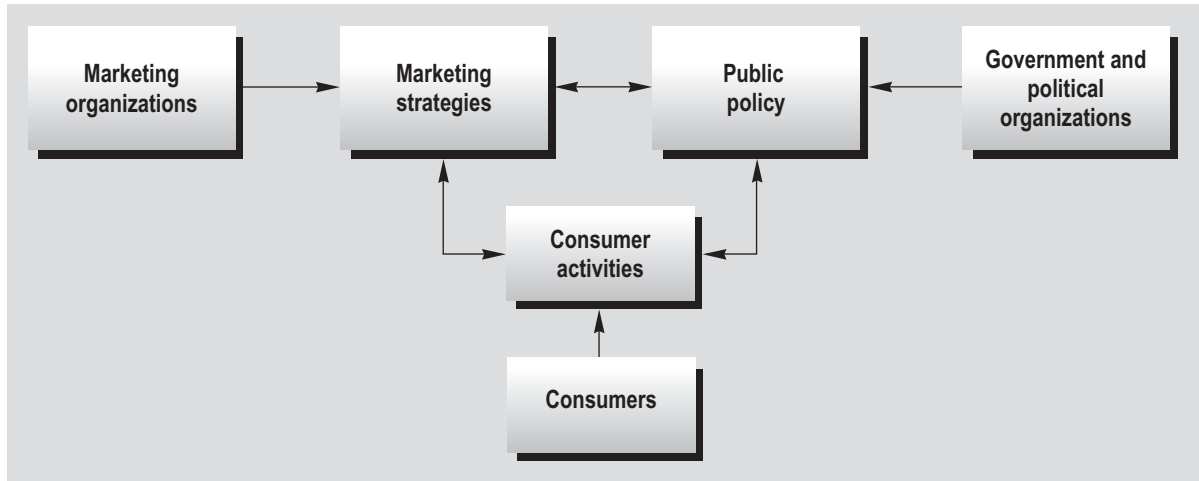 Marketing
organizations
Marketing
strategies
Public
policy
Government and
political
organizations
Consumer
activities
Consumers